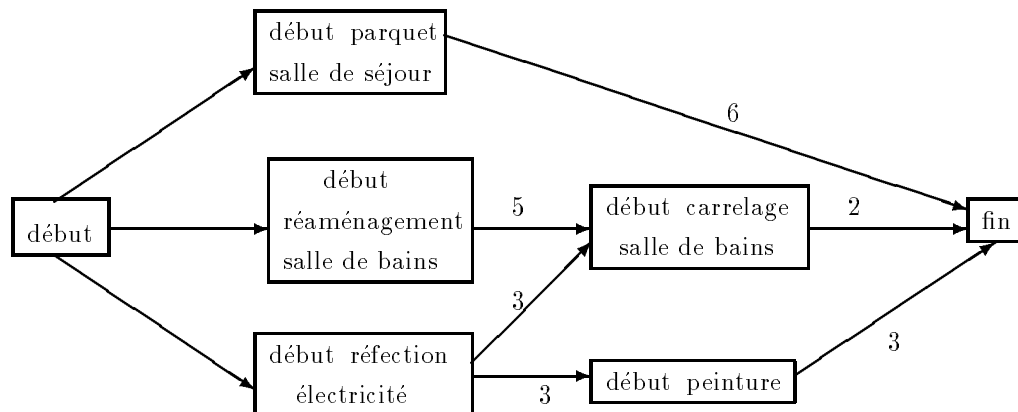 début parquet
salle de séjour
6
début
réaménagement
salle de bains
5
début carrelage
salle de bains
2
fin
début
3
début réfection
électricité
3
début peinture
3